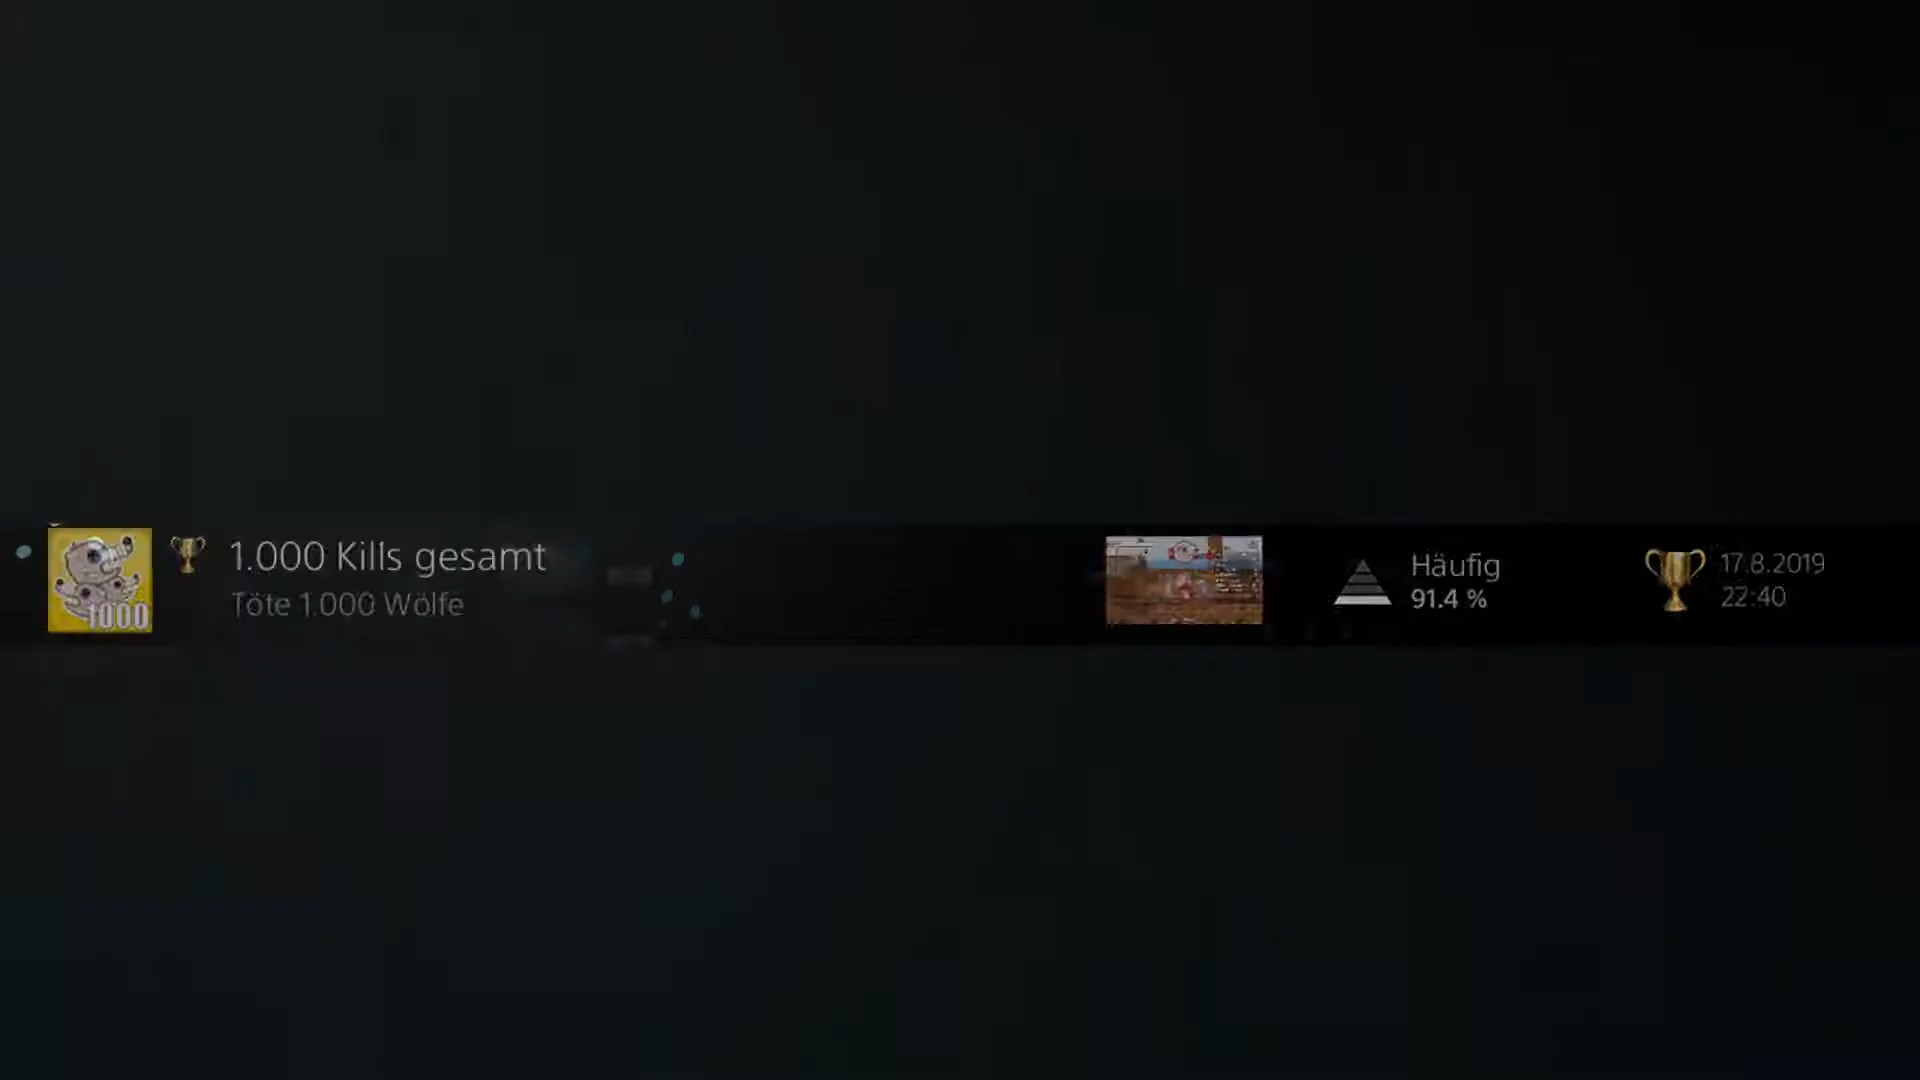 1000
1.000 Kills gesamt
Töte 1.000 Wölfe
Häufig
91.4 %
17.8.2019
22:40